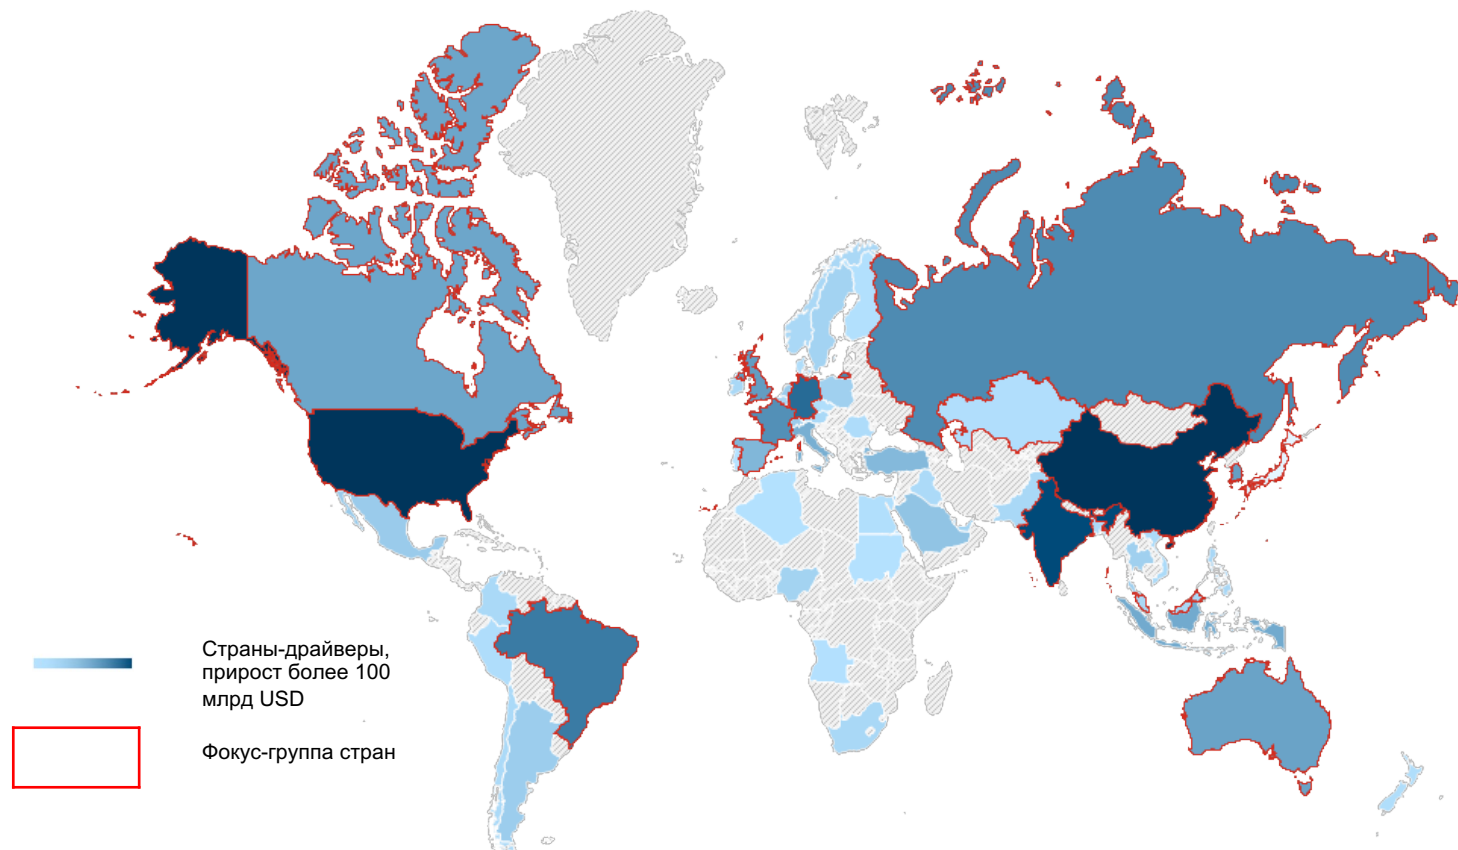 Страны-драйверы,
прирост более 100
млрд USD
Фокус-группа стран